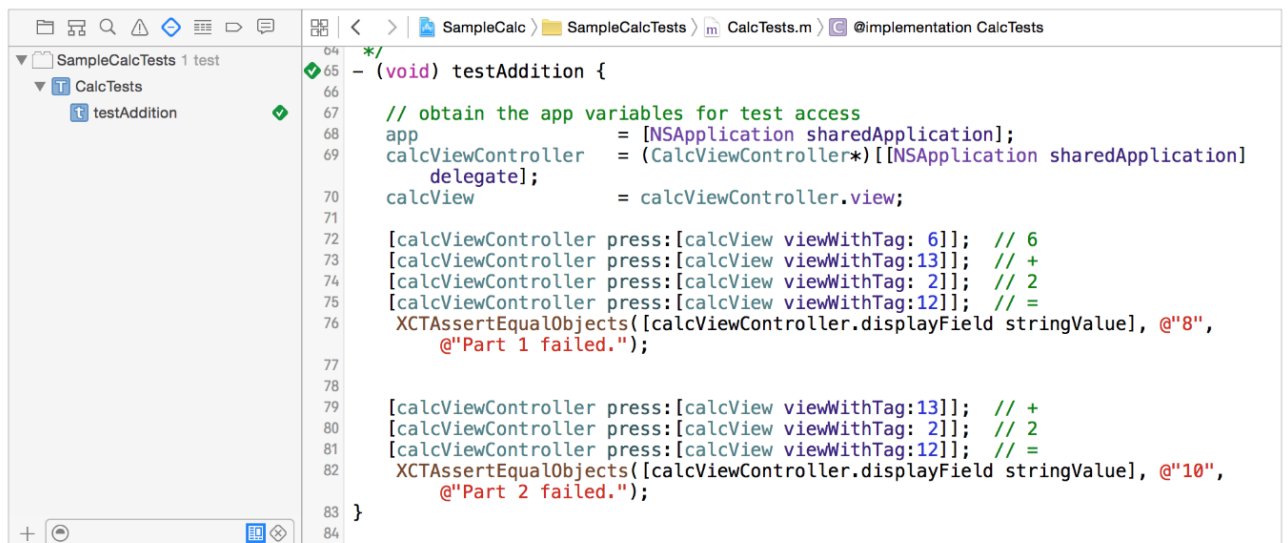 SampleCalc SampleCalcTests m CalcTests.m C @implementation CalcTests
SampleCalcTests 1 test
T CalcTests
t testAddition
64 */
65 - (void) testAddition {
66
67 // obtain the app variables for test access
68 app = [NSApplication sharedApplication];
69 calcViewController = (CalcViewController*)[[NSApplication sharedApplication]
delegate];
70 calcView = calcViewController.view;
71
72 [calcViewController press:[calcView viewWithTag: 6]]; // 6
73 [calcViewController press:[calcView viewWithTag:13]]; // +
74 [calcViewController press:[calcView viewWithTag: 2]]; // 2
75 [calcViewController press:[calcView viewWithTag:12]]; // =
76 XCTAssertEqualObjects([calcViewController.displayField stringValue], @"8",
@"Part 1 failed.");
77
78
79 [calcViewController press:[calcView viewWithTag:13]]; // +
80 [calcViewController press:[calcView viewWithTag: 2]]; // 2
81 [calcViewController press:[calcView viewWithTag:12]]; // =
82 XCTAssertEqualObjects([calcViewController.displayField stringValue], @"10",
@"Part 2 failed.");
83 }
84